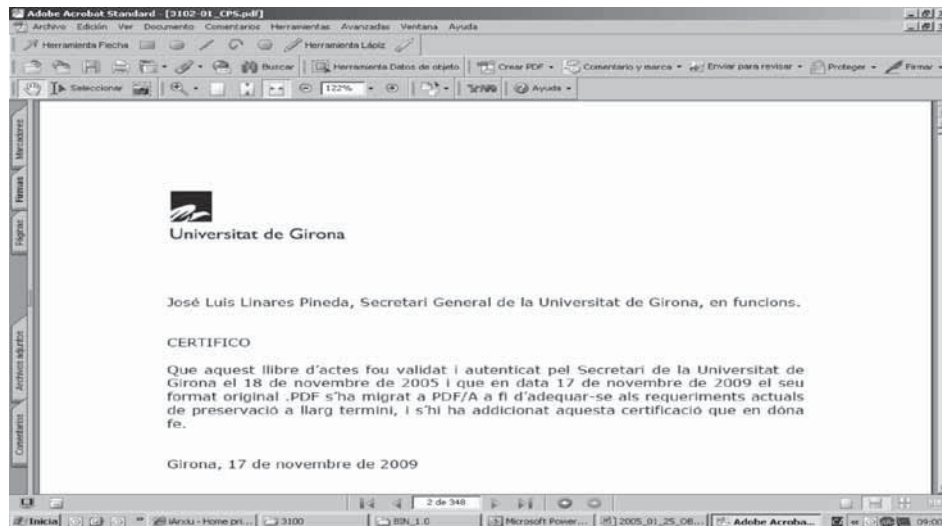 Adobe Acrobat Standard - [3102-01_CPS.pdf]
Archivo Edición Ver Documento Comentarios Herramientas Avanzadas Ventana Ayuda
Herramienta Flecha Herramienta Lápiz
Buscar Herramienta Datos de objeto Crear PDF Comentario y marca Enviar para revisar Proteger Firmar
Seleccionar 122% Ayuda
Marcadores
Firmas
Páginas
Archivos adjuntos
Comentarios
Universitat de Girona
José Luis Linares Pineda, Secretari General de la Universitat de Girona, en funcions.
CERTIFICO
Que aquest llibre d'actes fou validat i autenticat pel Secretari de la Universitat de
Girona el 18 de novembre de 2005 i que en data 17 de novembre de 2009 el seu
format original .PDF s'ha migrat a PDF/A a fi d'adequar-se als requeriments actuals
de preservació a llarg termini, i s'hi ha addicionat aquesta certificació que en dóna
fe.
Girona, 17 de novembre de 2009
2 de 348
Inicio iArxiu - Home pri... 3100 BIN_1.0 Microsoft Power... 2005_01_25_OB... Adobe Acroba...